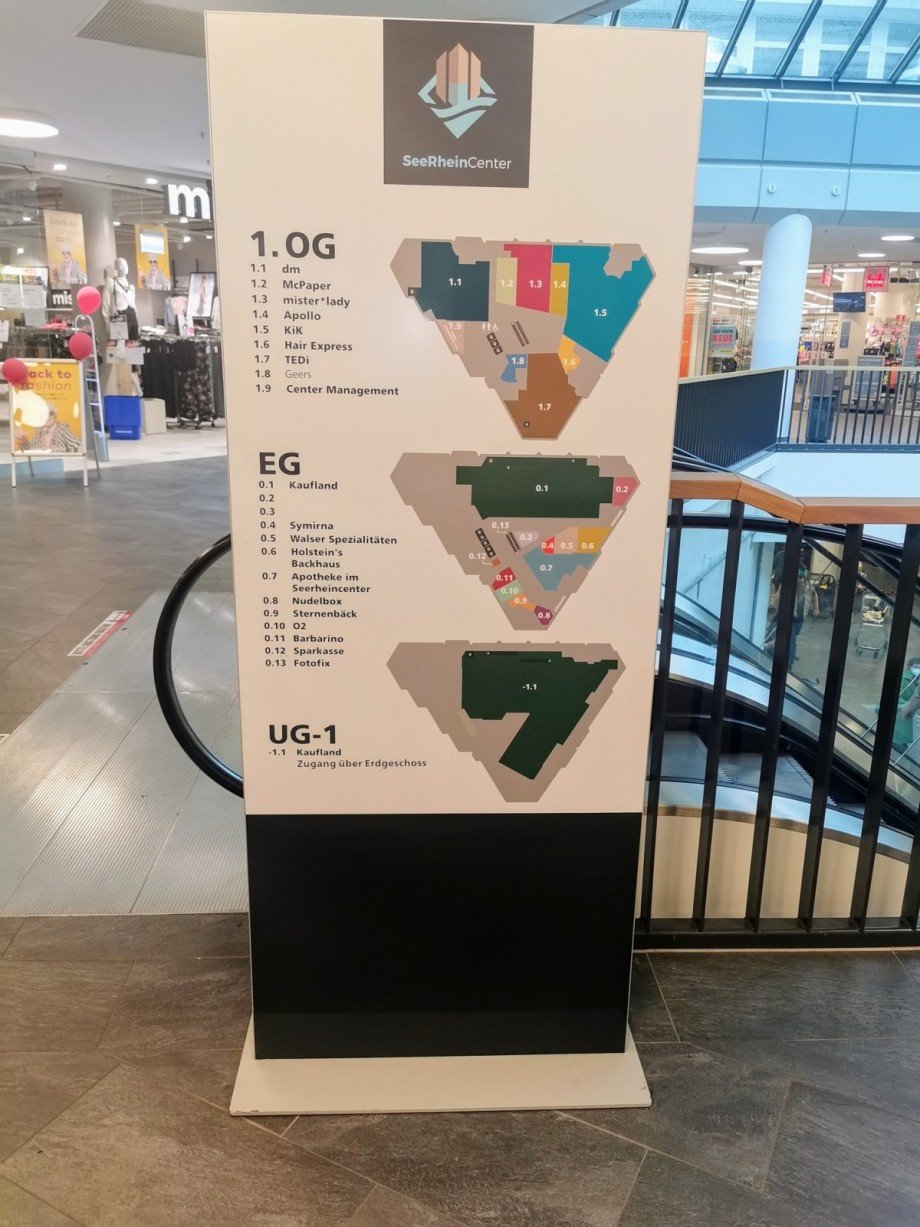 SeeRheinCenter
1.OG
1.1 dm
1.2 McPaper
1.3 mister*lady
1.4 Apollo
1.5 KiK
1.6 Hair Express
1.7 TEDi
1.8 Geers
1.9 Center Management
1.1
1.2
1.3
1.4
1.5
1.9
1.8
1.6
1.7
EG
0.1 Kaufland
0.2
0.3
0.4 Symirna
0.5 Walser Spezialitäten
0.6 Holstein's
Backhaus
0.7 Apotheke im
Seerheincenter
0.8 Nudelbox
0.9 Sternenbäck
0.10 O2
0.11 Barbarino
0.12 Sparkasse
0.13 Fotofix
0.1
0.2
0,13
0.3
0.4
0.5
0.6
0.12
0.7
0.11
0.10
0.9
0.8
UG-1
-1.1 Kaufland
Zugang über Erdgeschoss
-1.1
m
mis
back to
back to
fashion
NEUE